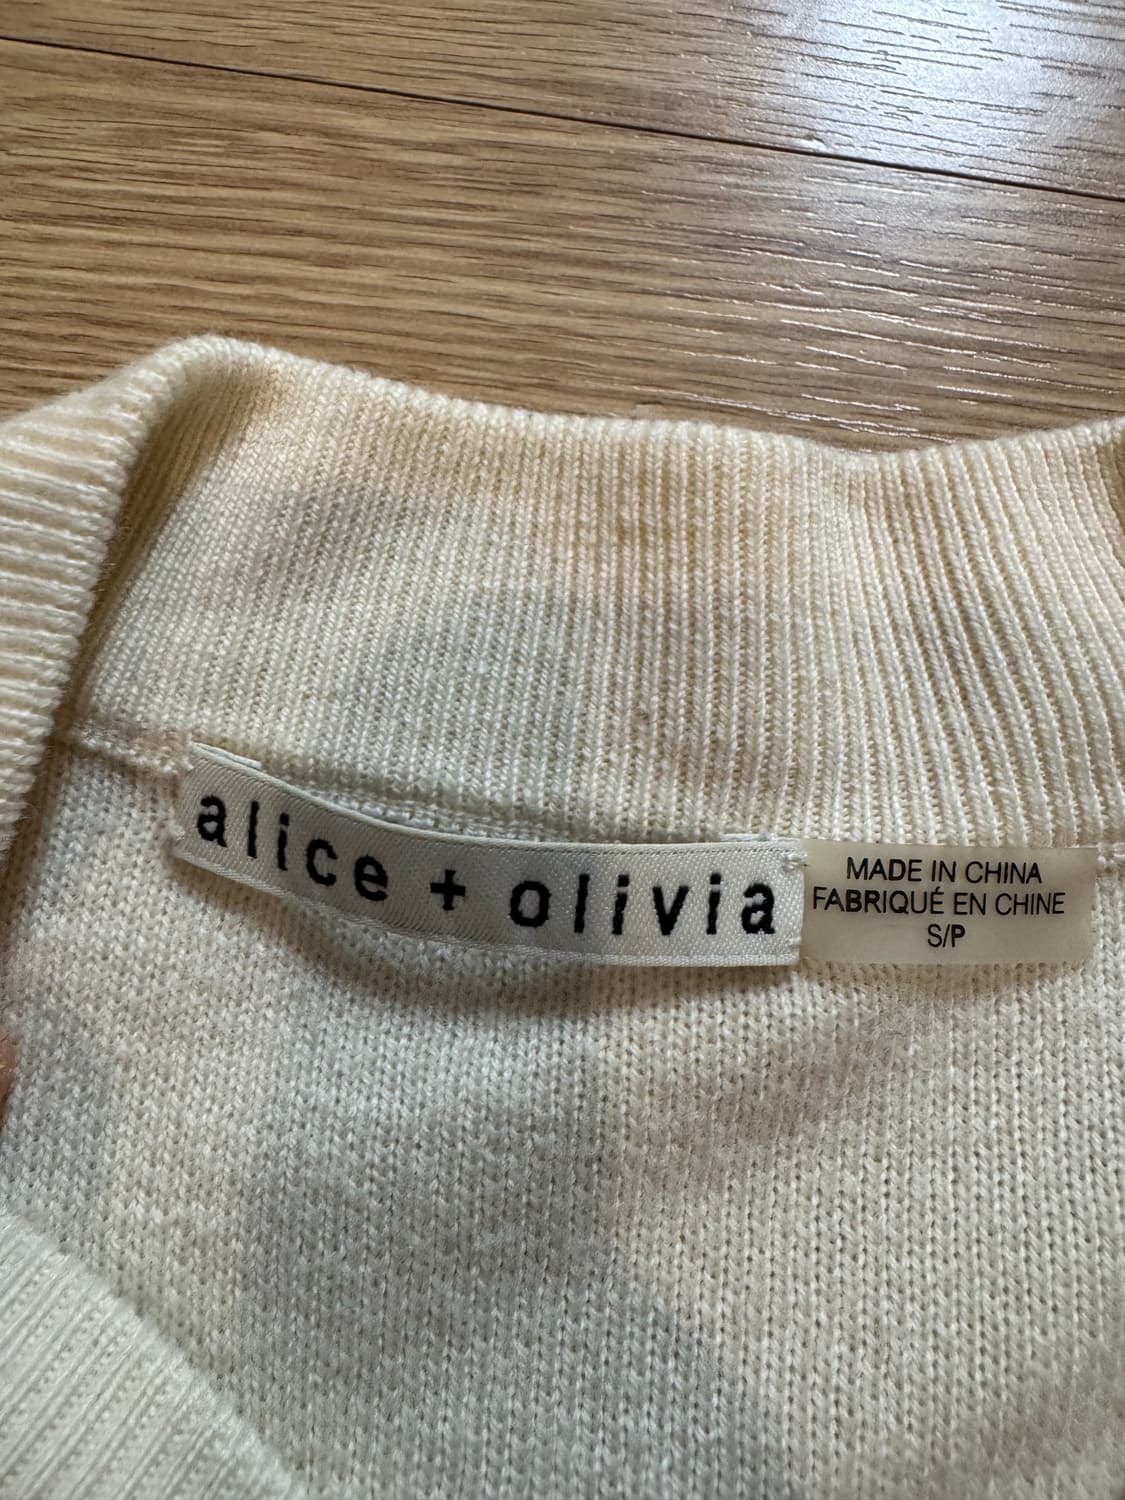 alice + olivia
MADE IN CHINA
FABRIQUÉ EN CHINE
S/P